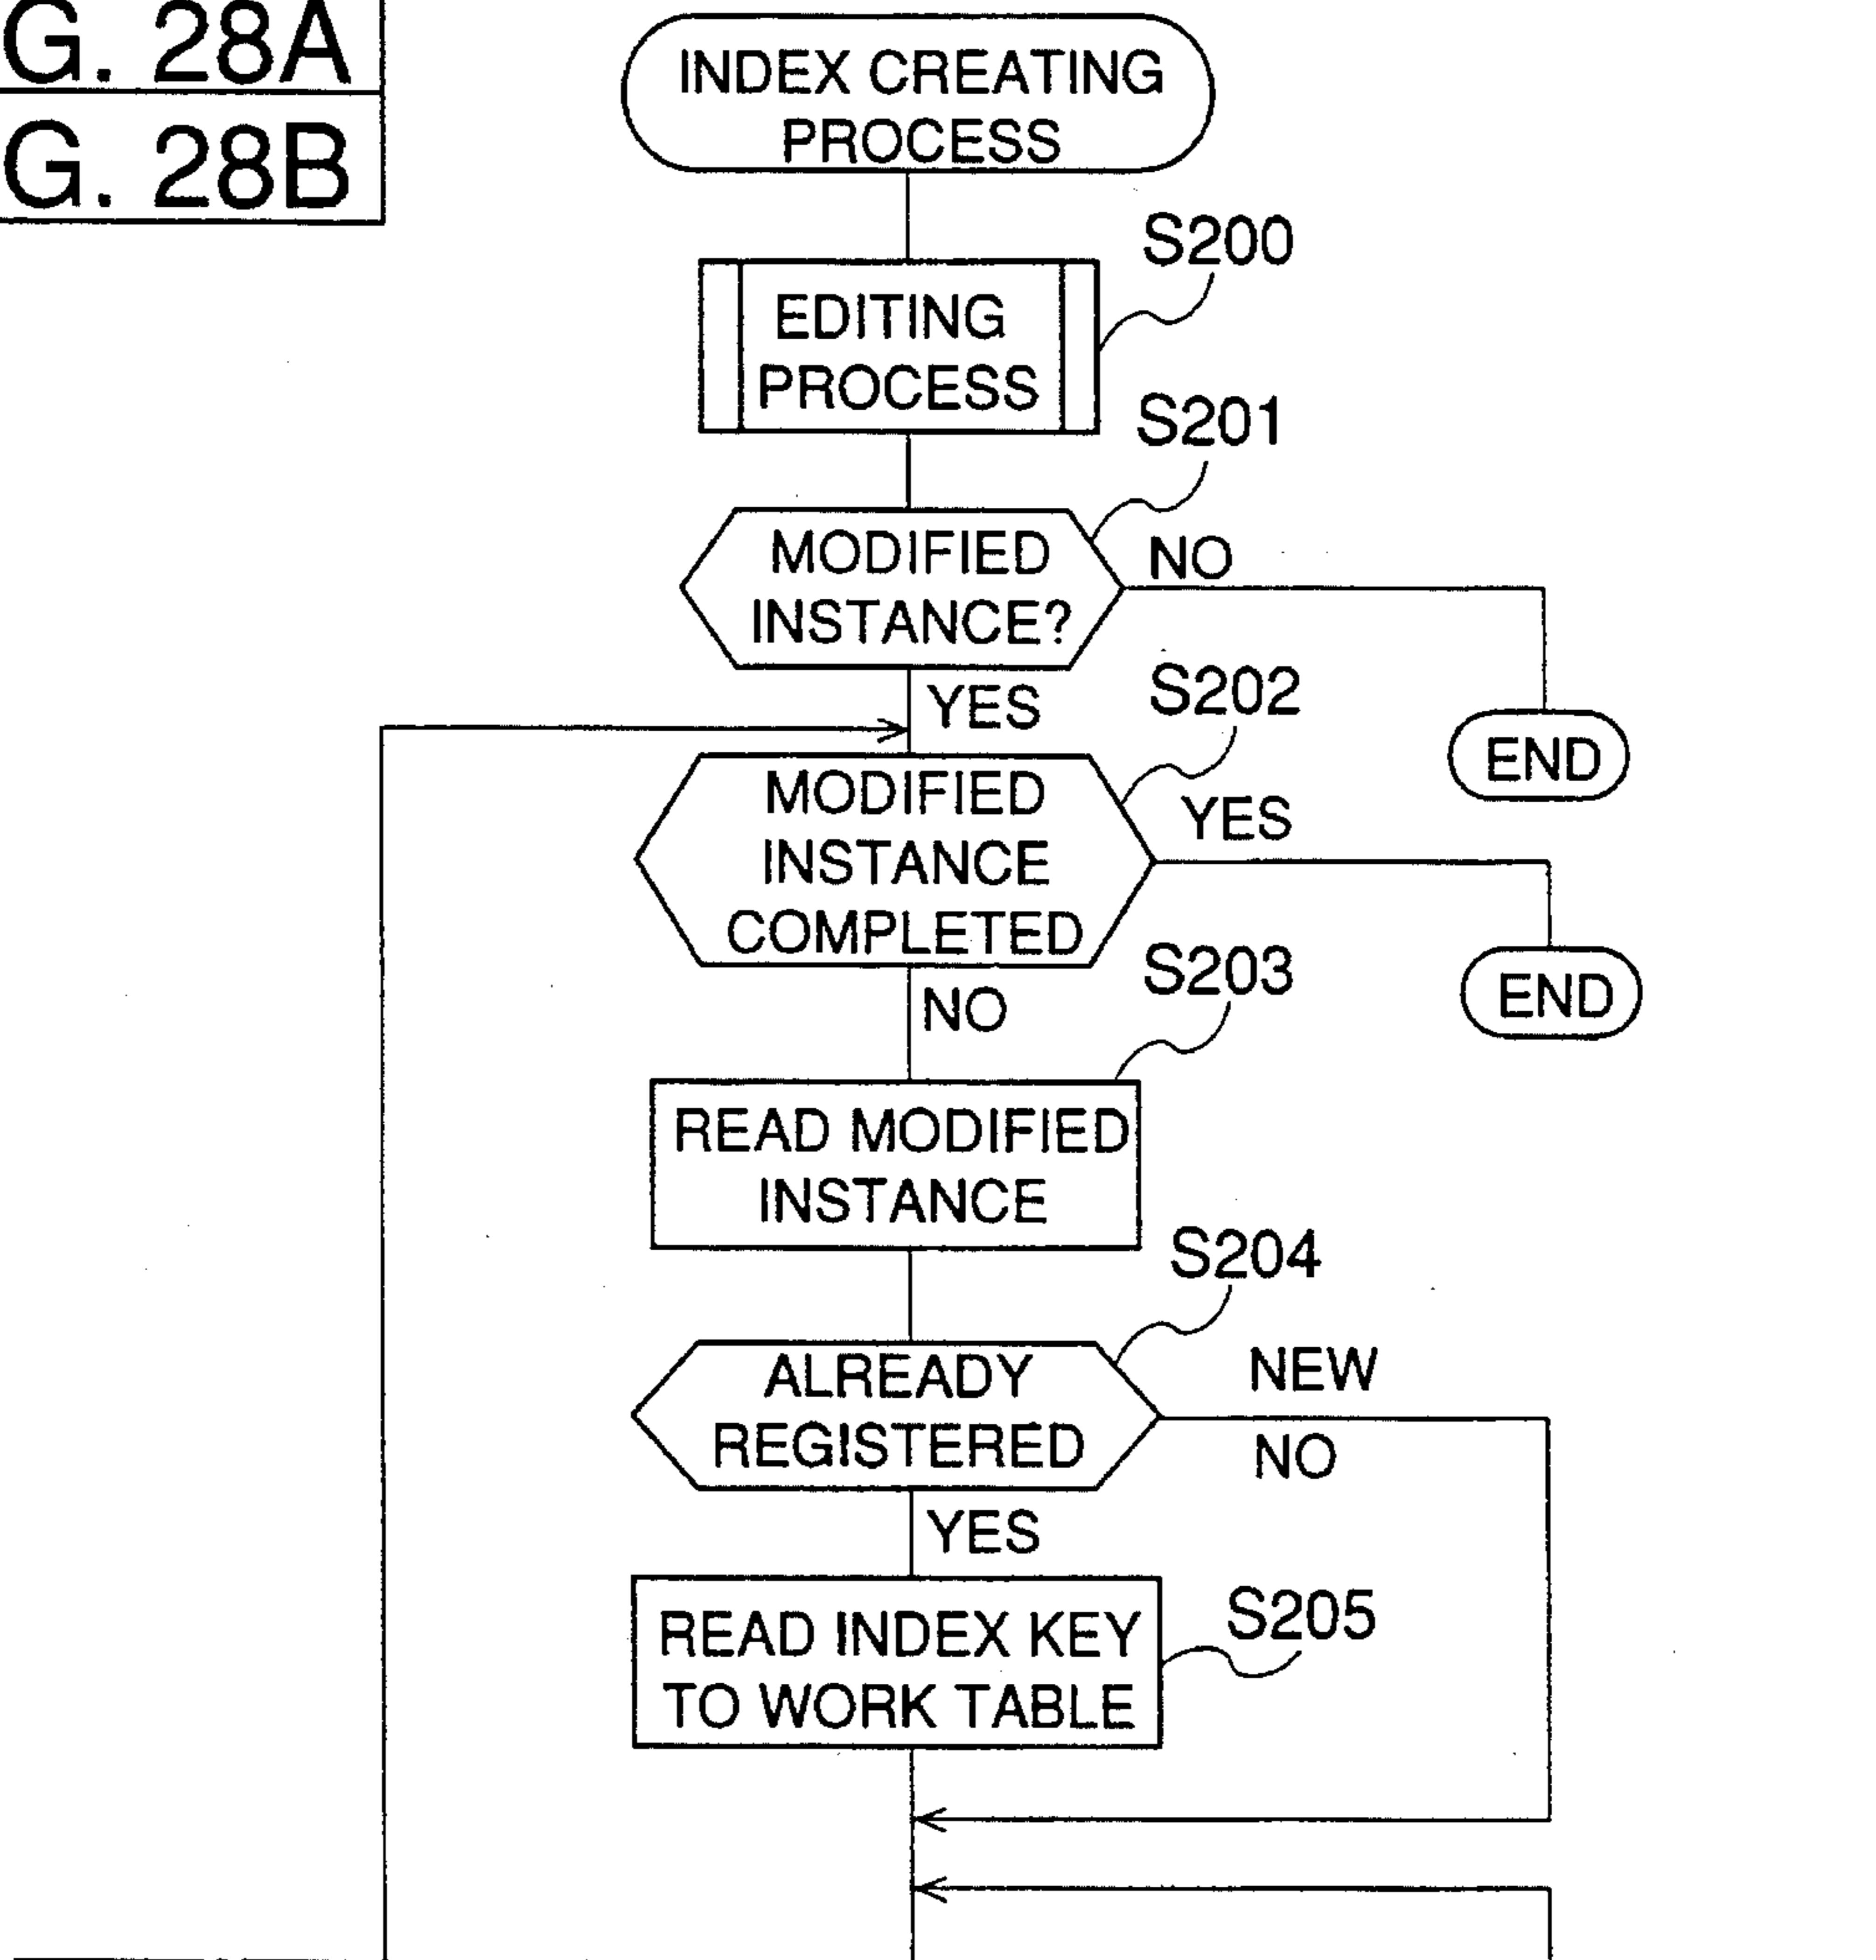 G. 28A
G. 28B
INDEX CREATING
PROCESS
S200
EDITING
PROCESS
S201
MODIFIED
INSTANCE?
NO
YES
END
S202
MODIFIED
INSTANCE
COMPLETED
YES
END
NO
S203
READ MODIFIED
INSTANCE
S204
ALREADY
REGISTERED
NEW
NO
YES
S205
READ INDEX KEY
TO WORK TABLE